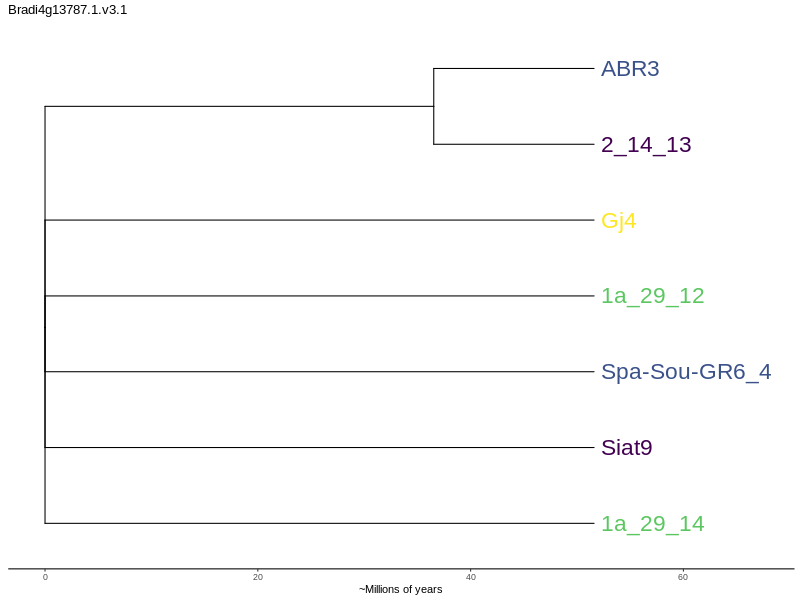 Bradi4g13787.1.v3.1
ABR3
2_14_13
Gj4
1a_29_12
Spa-Sou-GR6_4
Siat9
1a_29_14
0 20 40 60
~Millions of years